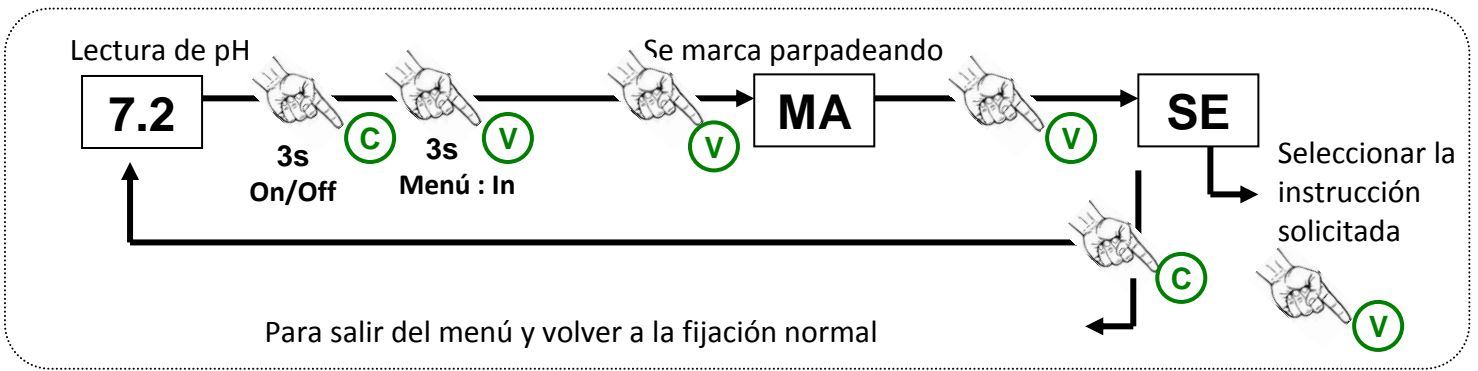 Lectura de pH
Se marca parpadeando
7.2
C
V
V
MA
V
SE
3s
On/Off
3s
Menú : In
Seleccionar la
instrucción
solicitada
C
V
Para salir del menú y volver a la fijación normal